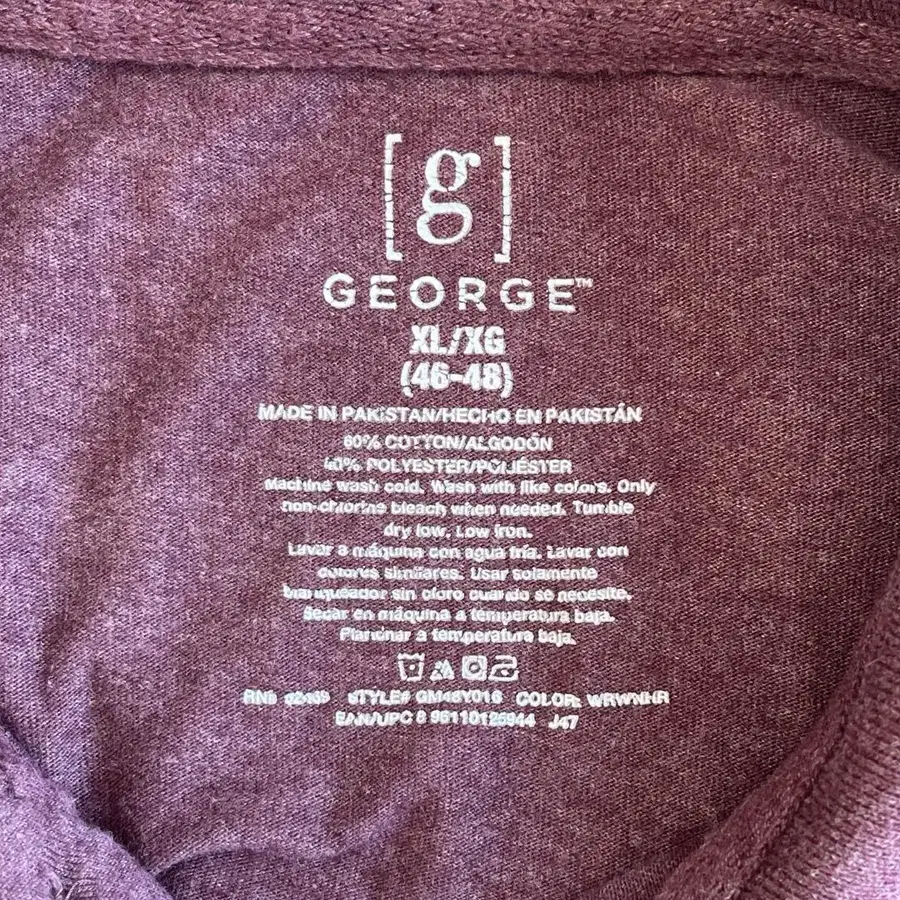 [g]
GEORGE™
XL/XG
(46-48)
MADE IN PAKISTAN/HECHO EN PAKISTÁN
60% COTTON/ALGODÓN
40% POLYESTER/POLIÉSTER
Machine wash cold. Wash with like colors. Only
non-chlorine bleach when needed. Tumble
dry low. Low iron.
Lavar a máquina con agua fría. Lavar con
colores similares. Usar solamente
blanqueador sin cloro cuando se necesite.
Secar en máquina a temperatura baja.
Planchar a temperatura baja.
STYLE# GM48Y016 COLOR: WRWNHR
EAN/UPC J47